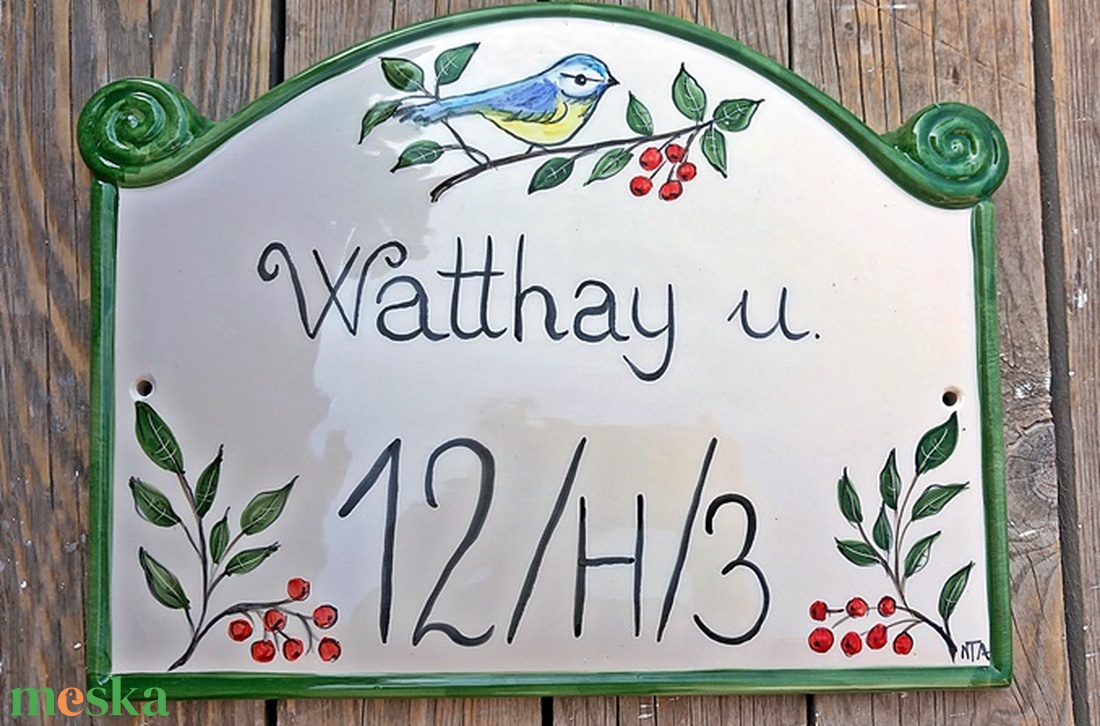 Watthay u.
12/H/3
NTA
meska